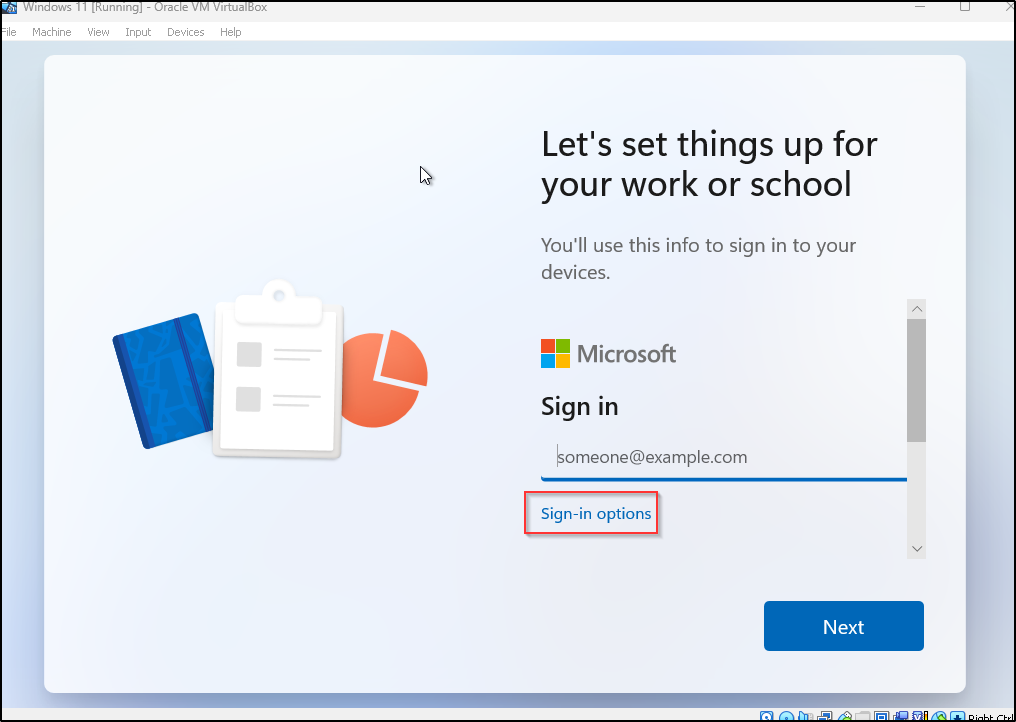 Windows 11 [Running] - Oracle VM VirtualBox
File Machine View Input Devices Help
Let's set things up for
your work or school
You'll use this info to sign in to your
devices.
Microsoft
Sign in
someone@example.com
Sign-in options
Next
Right Ctrl